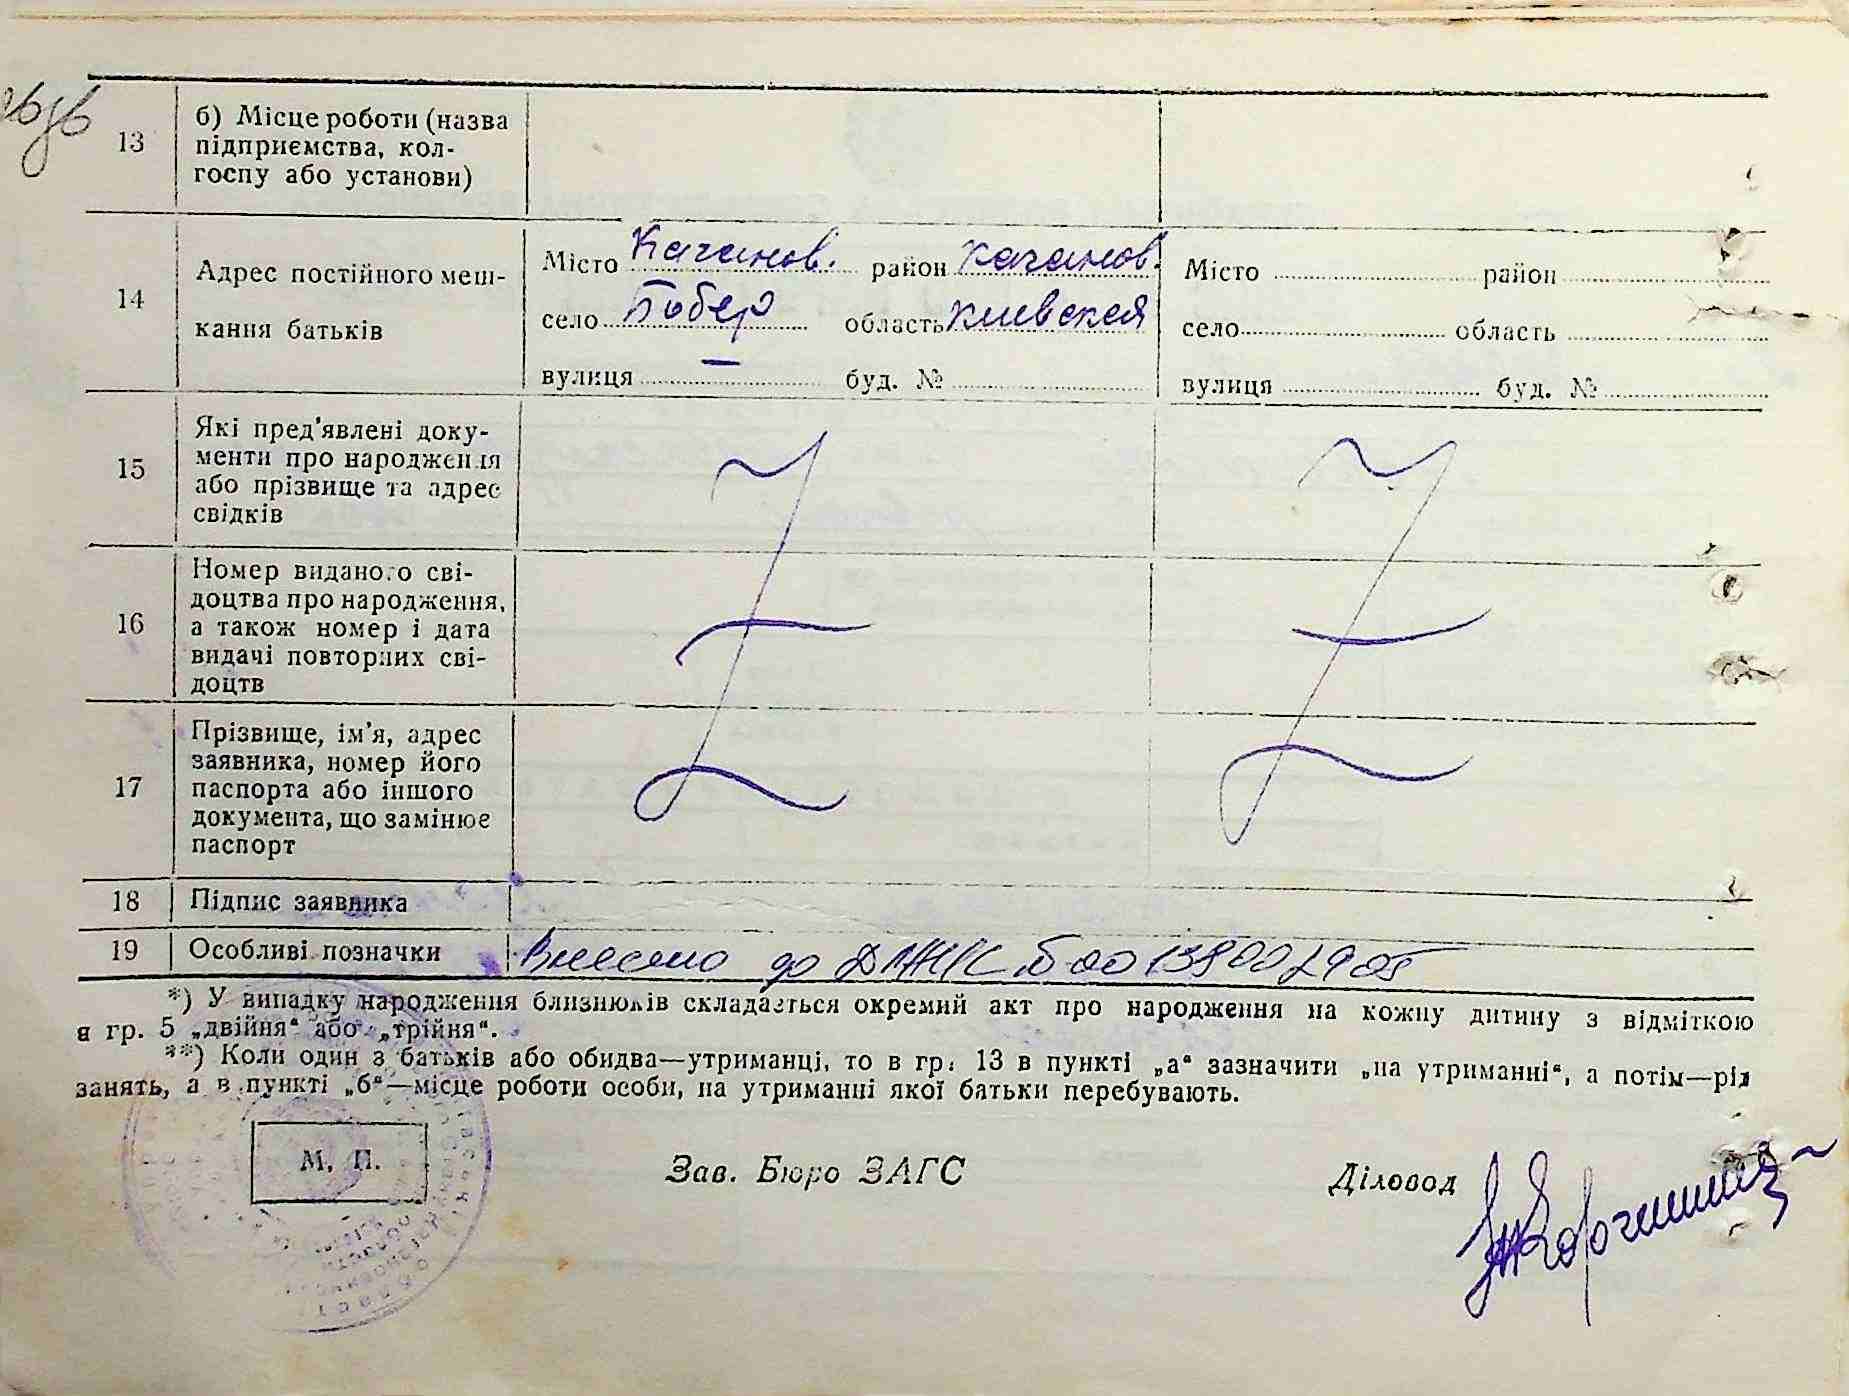 13
б) Місце роботи (назва
підприємства, кол-
госпу або установи)
14
Адрес постійного меш-
кання батьків
Місто Каганов. район Каганов.
село Бобер область Киевская
вулиця — буд. №
Місто район
село область
вулиця буд. №
15
Які пред'явлені доку-
менти про народження
або прізвище та адрес
свідків
16
Номер виданого сві-
доцтва про народження,
а також номер і дата
видачі повторних сві-
доцтв
17
Прізвище, ім'я, адрес
заявника, номер його
паспорта або іншого
документа, що замінює
паспорт
18 Підпис заявника
19 Особливі позначки Внесено до
*) У випадку народження близнюків складається окремий акт про народження на кожну дитину з відміткою
в гр. 5 „двійня“ або „трійня“.
**) Коли один з батьків або обидва—утриманці, то в гр. 13 в пункті „а“ зазначити „на утриманні“, а потім—рід
занять, а в пункті „б“—місце роботи особи, на утриманні якої батьки перебувають.
М. П.
Зав. Бюро ЗАГС
Діловод